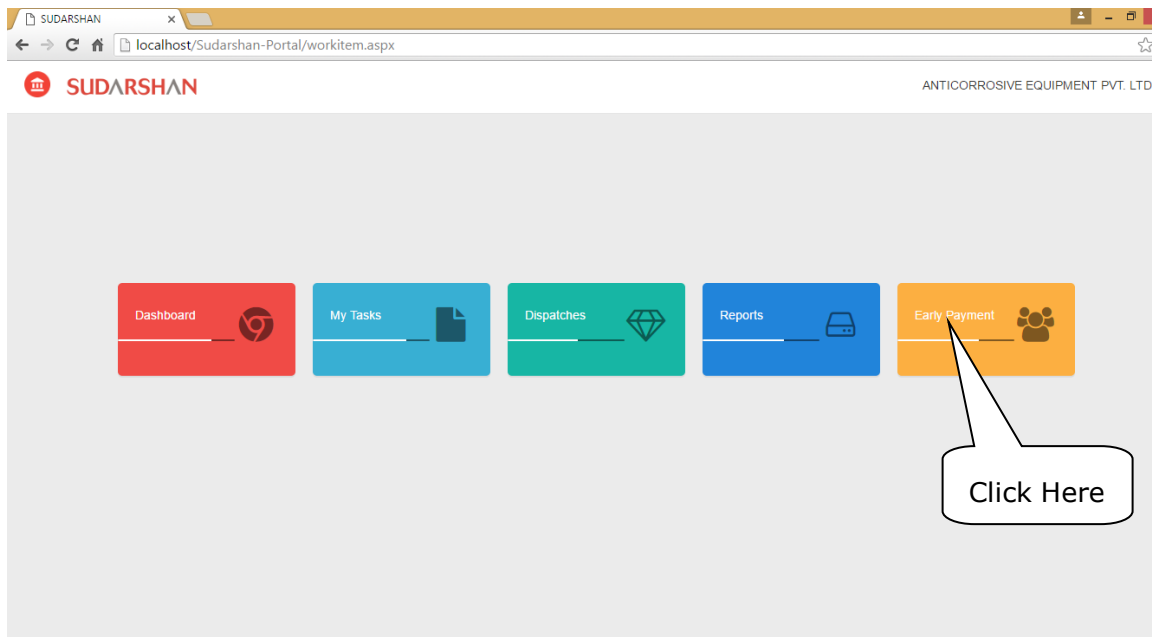 SUDARSHAN
localhost/Sudarshan-Portal/workitem.aspx
SUDARSHAN
ANTICORROSIVE EQUIPMENT PVT. LTD
Dashboard
My Tasks
Dispatches
Reports
Early Payment
Click Here